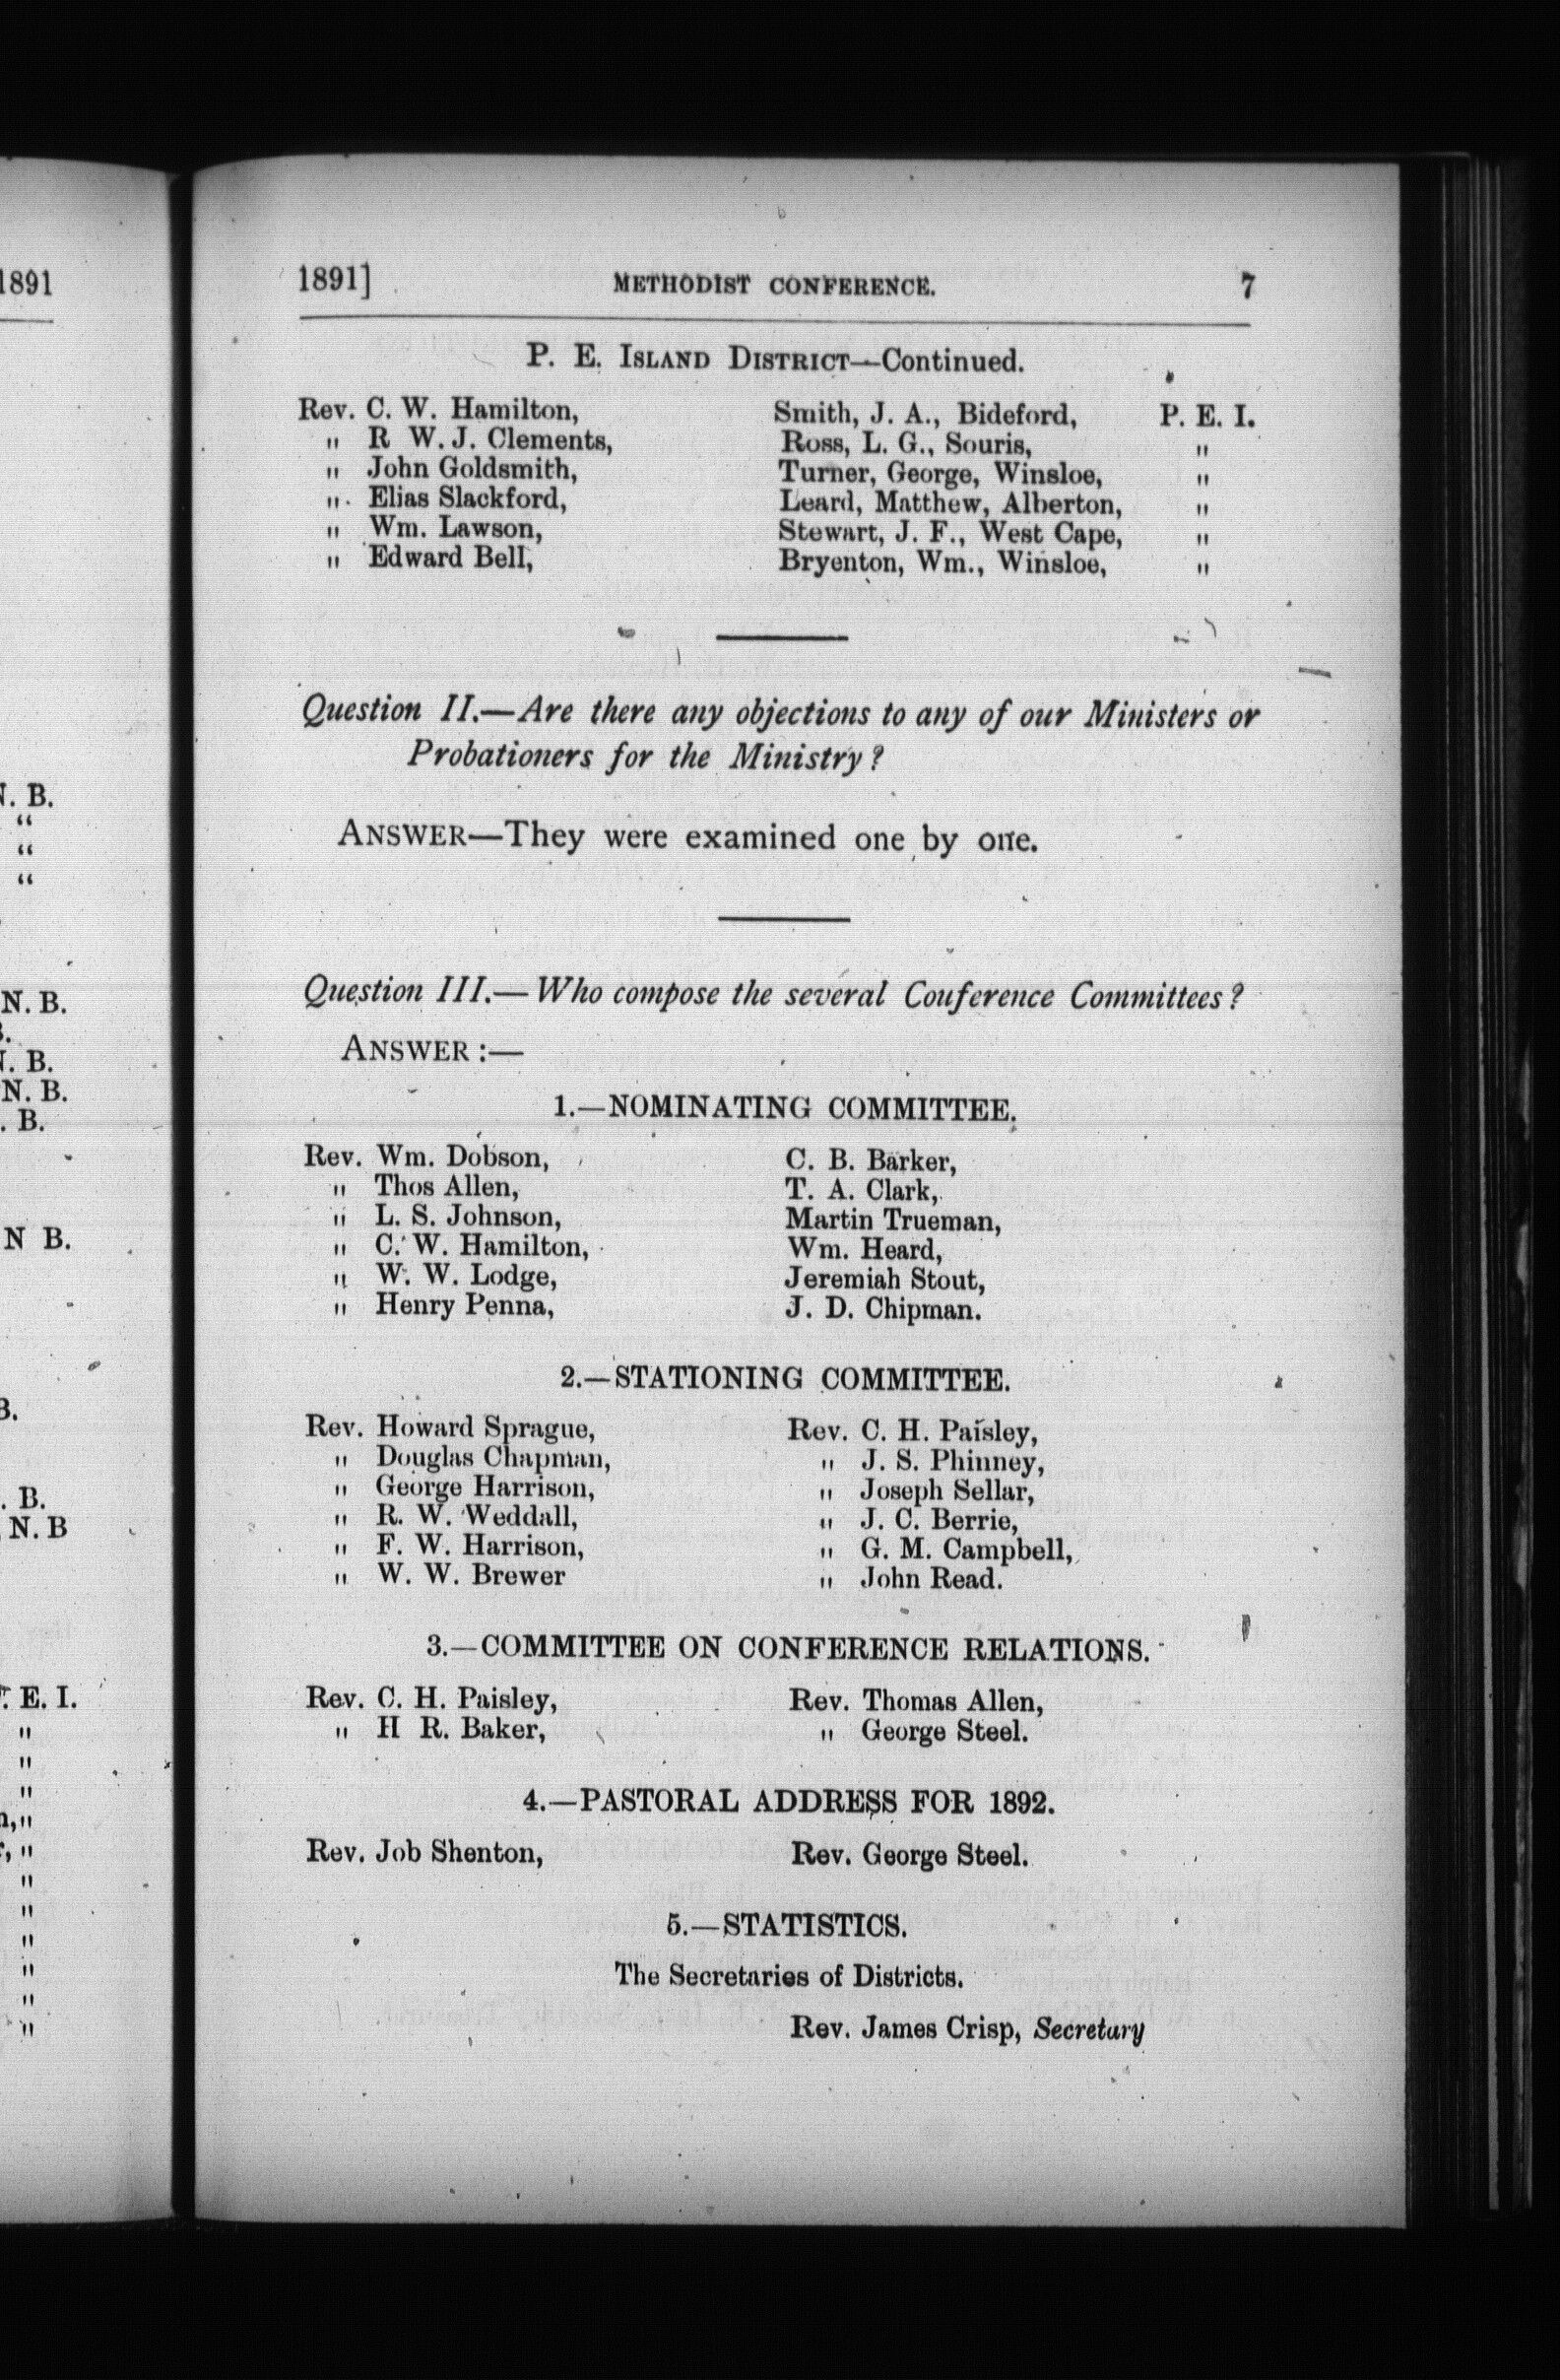 1891
N. B.
“
“
“
N. B.
N. B.
N. B.
. B.
N B.
B.
. B.
N. B
E. I.
"
"
"
"
"
"
"
"
"
"
"
1891] METHODIST CONFERENCE. 7
P. E. ISLAND DISTRICT—Continued.
Rev. C. W. Hamilton, Smith, J. A., Bideford, P. E. I.
" R W. J. Clements, Ross, L. G., Souris, "
" John Goldsmith, Turner, George, Winsloe, "
" Elias Slackford, Leard, Matthew, Alberton, "
" Wm. Lawson, Stewart, J. F., West Cape, "
" Edward Bell, Bryenton, Wm., Winsloe, "
Question II.—Are there any objections to any of our Ministers or
Probationers for the Ministry?
ANSWER—They were examined one by one.
Question III.—Who compose the several Couference Committees?
ANSWER:—
1.—NOMINATING COMMITTEE.
Rev. Wm. Dobson, C. B. Barker,
" Thos Allen, T. A. Clark,
" L. S. Johnson, Martin Trueman,
" C. W. Hamilton, Wm. Heard,
" W. W. Lodge, Jeremiah Stout,
" Henry Penna, J. D. Chipman.
2.—STATIONING COMMITTEE.
Rev. Howard Sprague, Rev. C. H. Paisley,
" Douglas Chapman, " J. S. Phinney,
" George Harrison, " Joseph Sellar,
" R. W. Weddall, " J. C. Berrie,
" F. W. Harrison, " G. M. Campbell,
" W. W. Brewer " John Read.
3.—COMMITTEE ON CONFERENCE RELATIONS.
Rev. C. H. Paisley, Rev. Thomas Allen,
" H R. Baker, " George Steel.
4.—PASTORAL ADDRESS FOR 1892.
Rev. Job Shenton, Rev. George Steel.
5.—STATISTICS.
The Secretaries of Districts.
Rev. James Crisp, Secretary